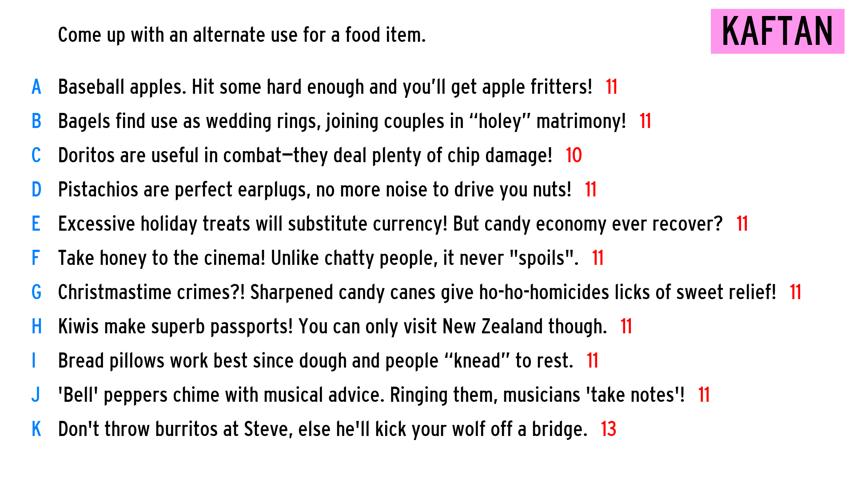 Come up with an alternate use for a food item.
KAFTAN
A Baseball apples. Hit some hard enough and you'll get apple fritters! 11
B Bagels find use as wedding rings, joining couples in “holey” matrimony! 11
C Doritos are useful in combat—they deal plenty of chip damage! 10
D Pistachios are perfect earplugs, no more noise to drive you nuts! 11
E Excessive holiday treats will substitute currency! But candy economy ever recover? 11
F Take honey to the cinema! Unlike chatty people, it never "spoils". 11
G Christmastime crimes?! Sharpened candy canes give ho-ho-homicides licks of sweet relief! 11
H Kiwis make superb passports! You can only visit New Zealand though. 11
I Bread pillows work best since dough and people “knead” to rest. 11
J 'Bell' peppers chime with musical advice. Ringing them, musicians 'take notes'! 11
K Don't throw burritos at Steve, else he'll kick your wolf off a bridge. 13